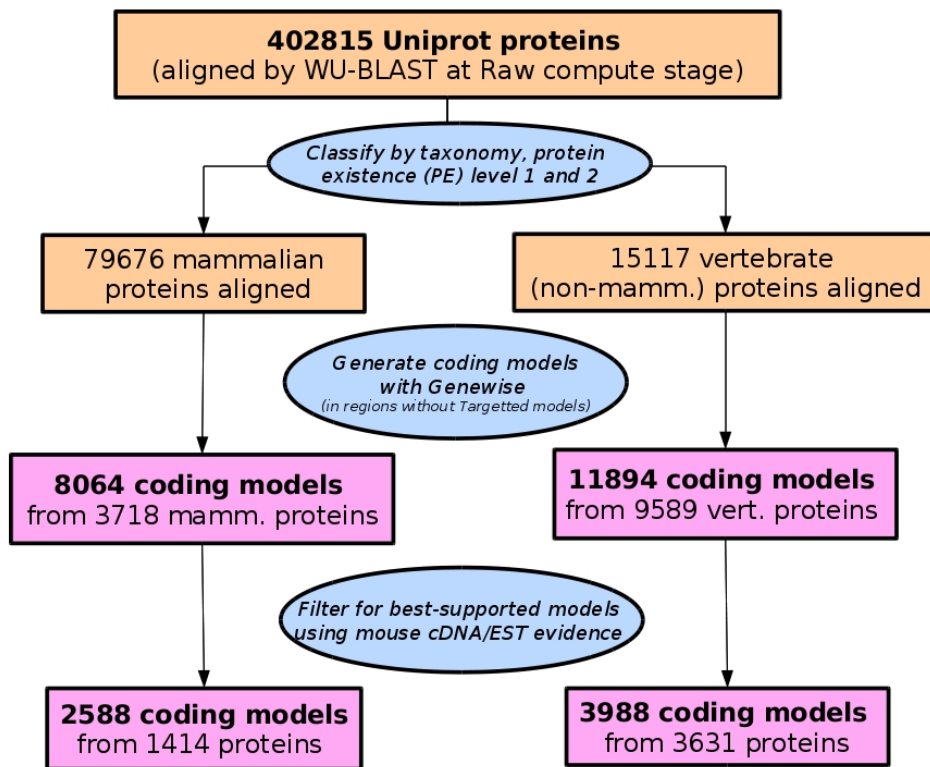 402815 Uniprot proteins
(aligned by WU-BLAST at Raw compute stage)
Classify by taxonomy, protein
existence (PE) level 1 and 2
79676 mammalian
proteins aligned
15117 vertebrate
(non-mamm.) proteins aligned
Generate coding models
with Genewise
(in regions without Targetted models)
8064 coding models
from 3718 mamm. proteins
11894 coding models
from 9589 vert. proteins
Filter for best-supported models
using mouse cDNA/EST evidence
2588 coding models
from 1414 proteins
3988 coding models
from 3631 proteins